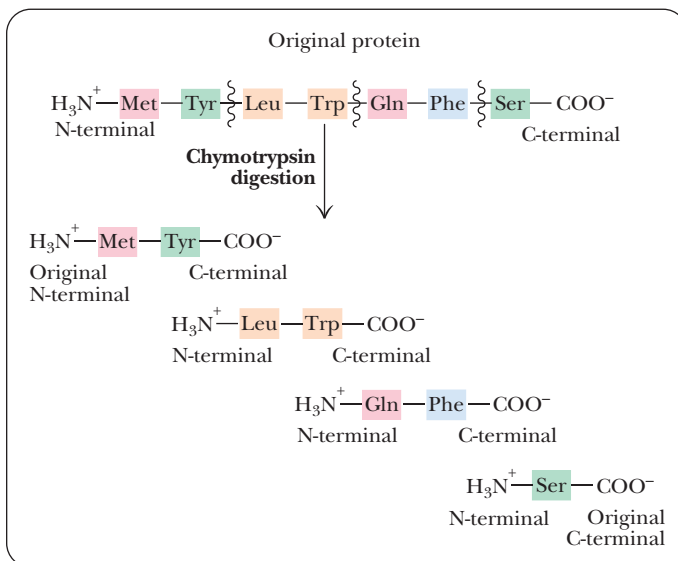 Original protein
H₃N⁺—Met—Tyr—Leu—Trp—Gln—Phe—Ser—COO⁻
N-terminal C-terminal
Chymotrypsin
digestion
H₃N⁺—Met—Tyr—COO⁻
Original C-terminal
N-terminal
H₃N⁺—Leu—Trp—COO⁻
N-terminal C-terminal
H₃N⁺—Gln—Phe—COO⁻
N-terminal C-terminal
H₃N⁺—Ser—COO⁻
N-terminal Original
C-terminal